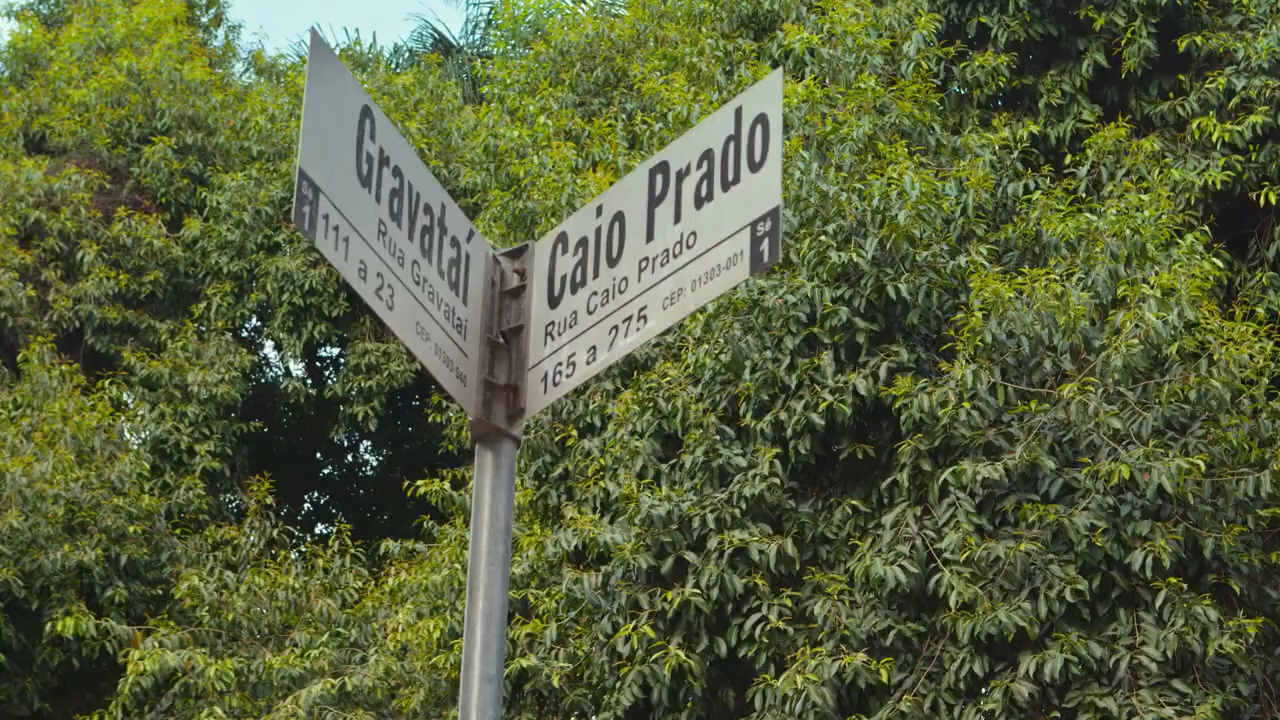 Gravataí
Rua Gravataí
Sé
1
111 a 23
CEP: 01303-040
Caio Prado
Rua Caio Prado
Sé
1
165 a 275
CEP: 01303-001